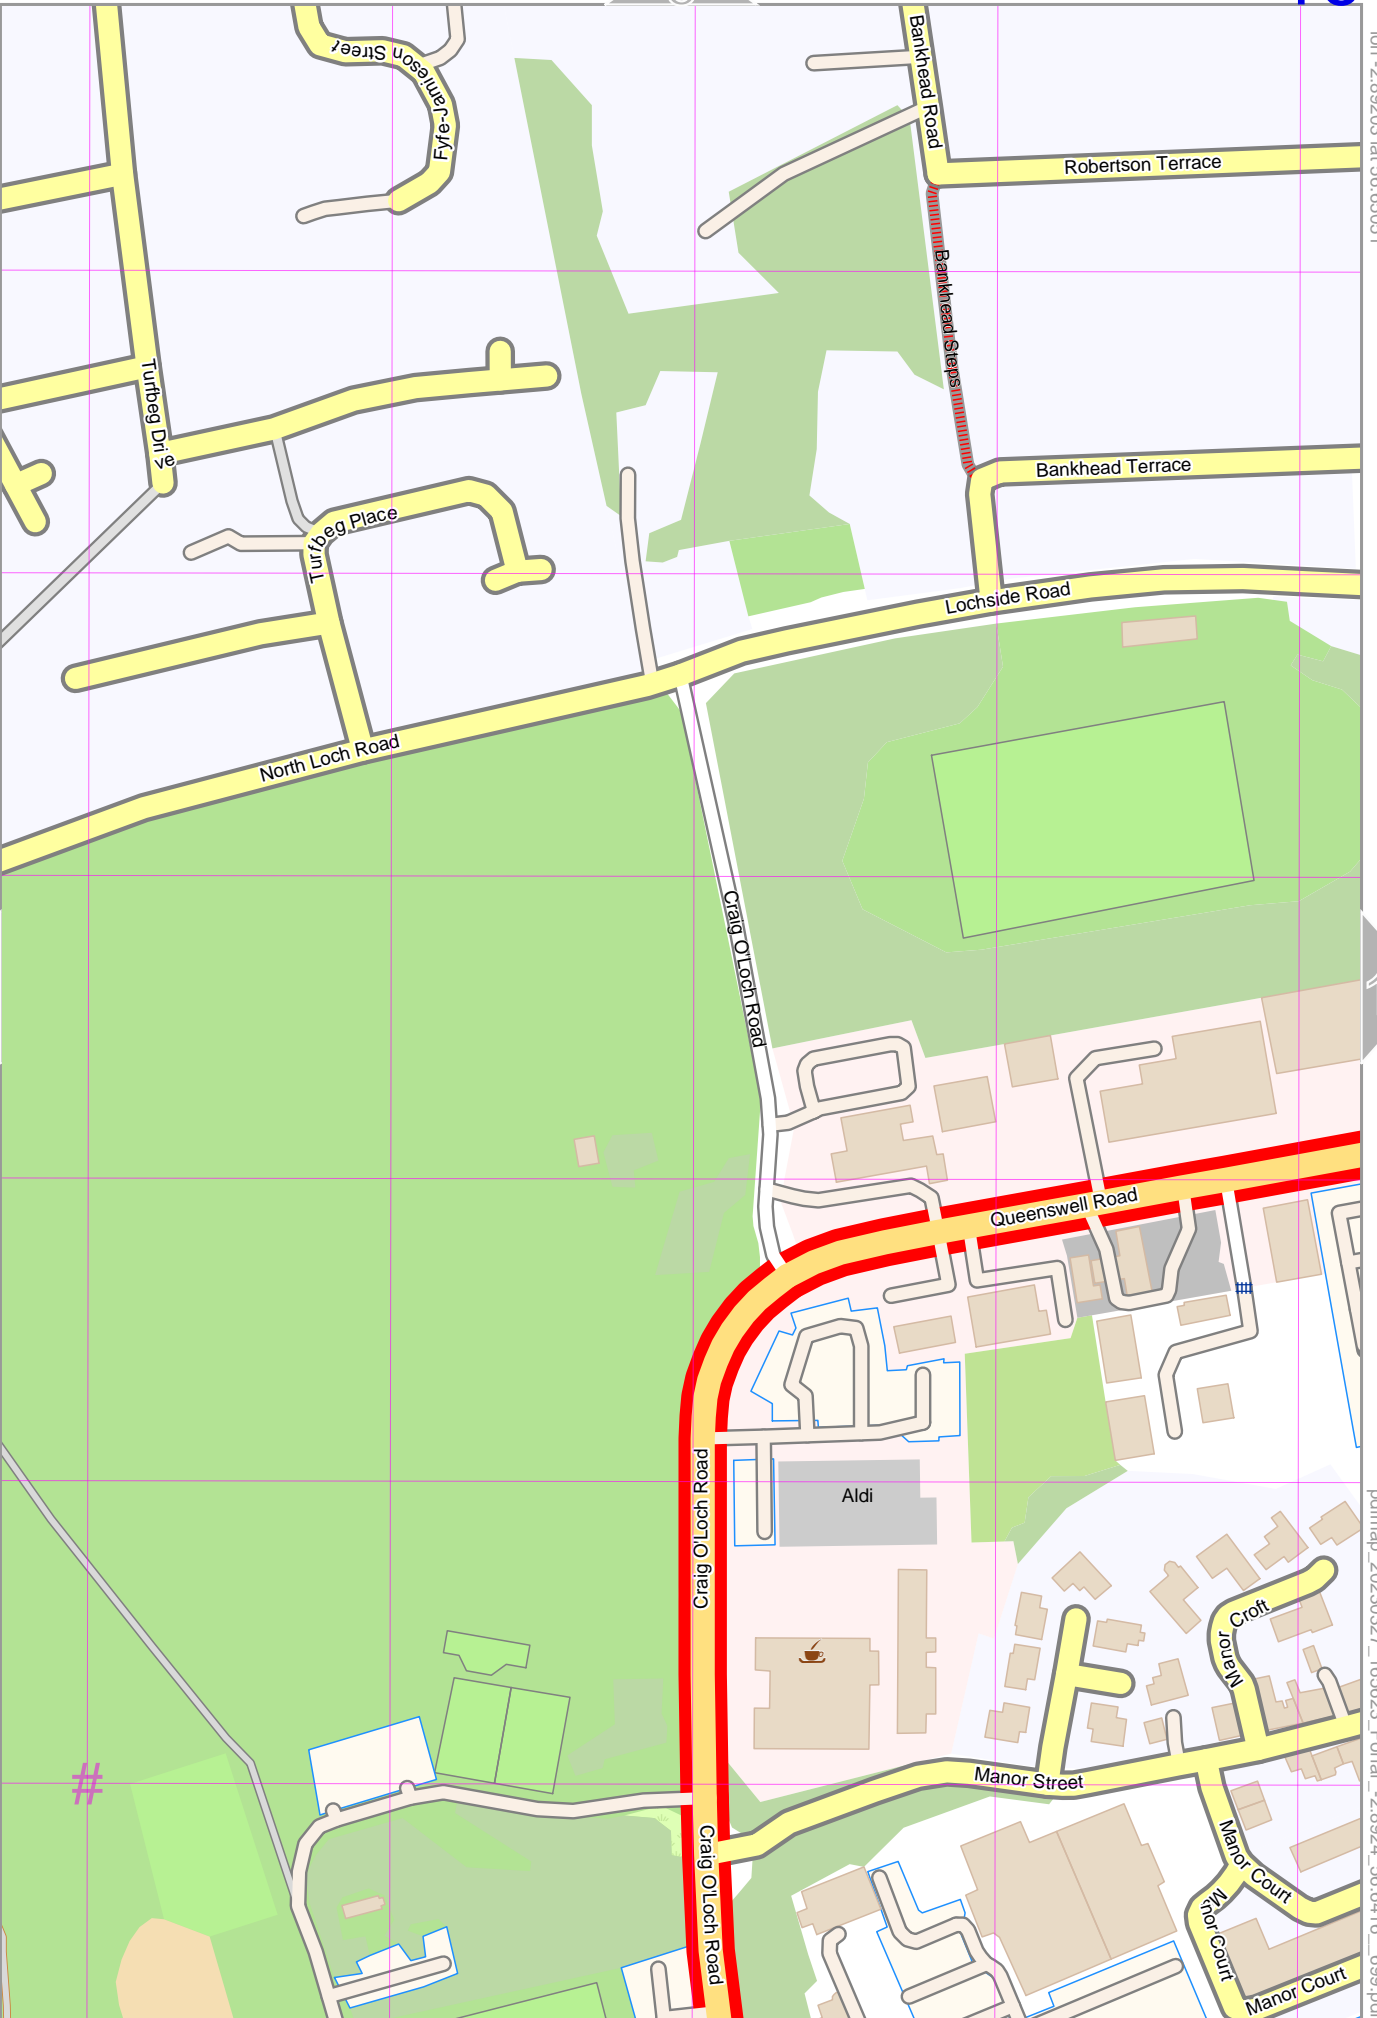 Bankhead Road
Fyfe-Jamieson Street
Robertson Terrace
Bankhead Steps
Turfbeg Drive
Bankhead Terrace
Turfbeg Place
Lochside Road
North Loch Road
Craig O'Loch Road
Queenswell Road
Craig O'Loch Road
Aldi
Manor Croft
Manor Street
#
Craig O'Loch Road
Manor Court
Manor Court
Manor Court